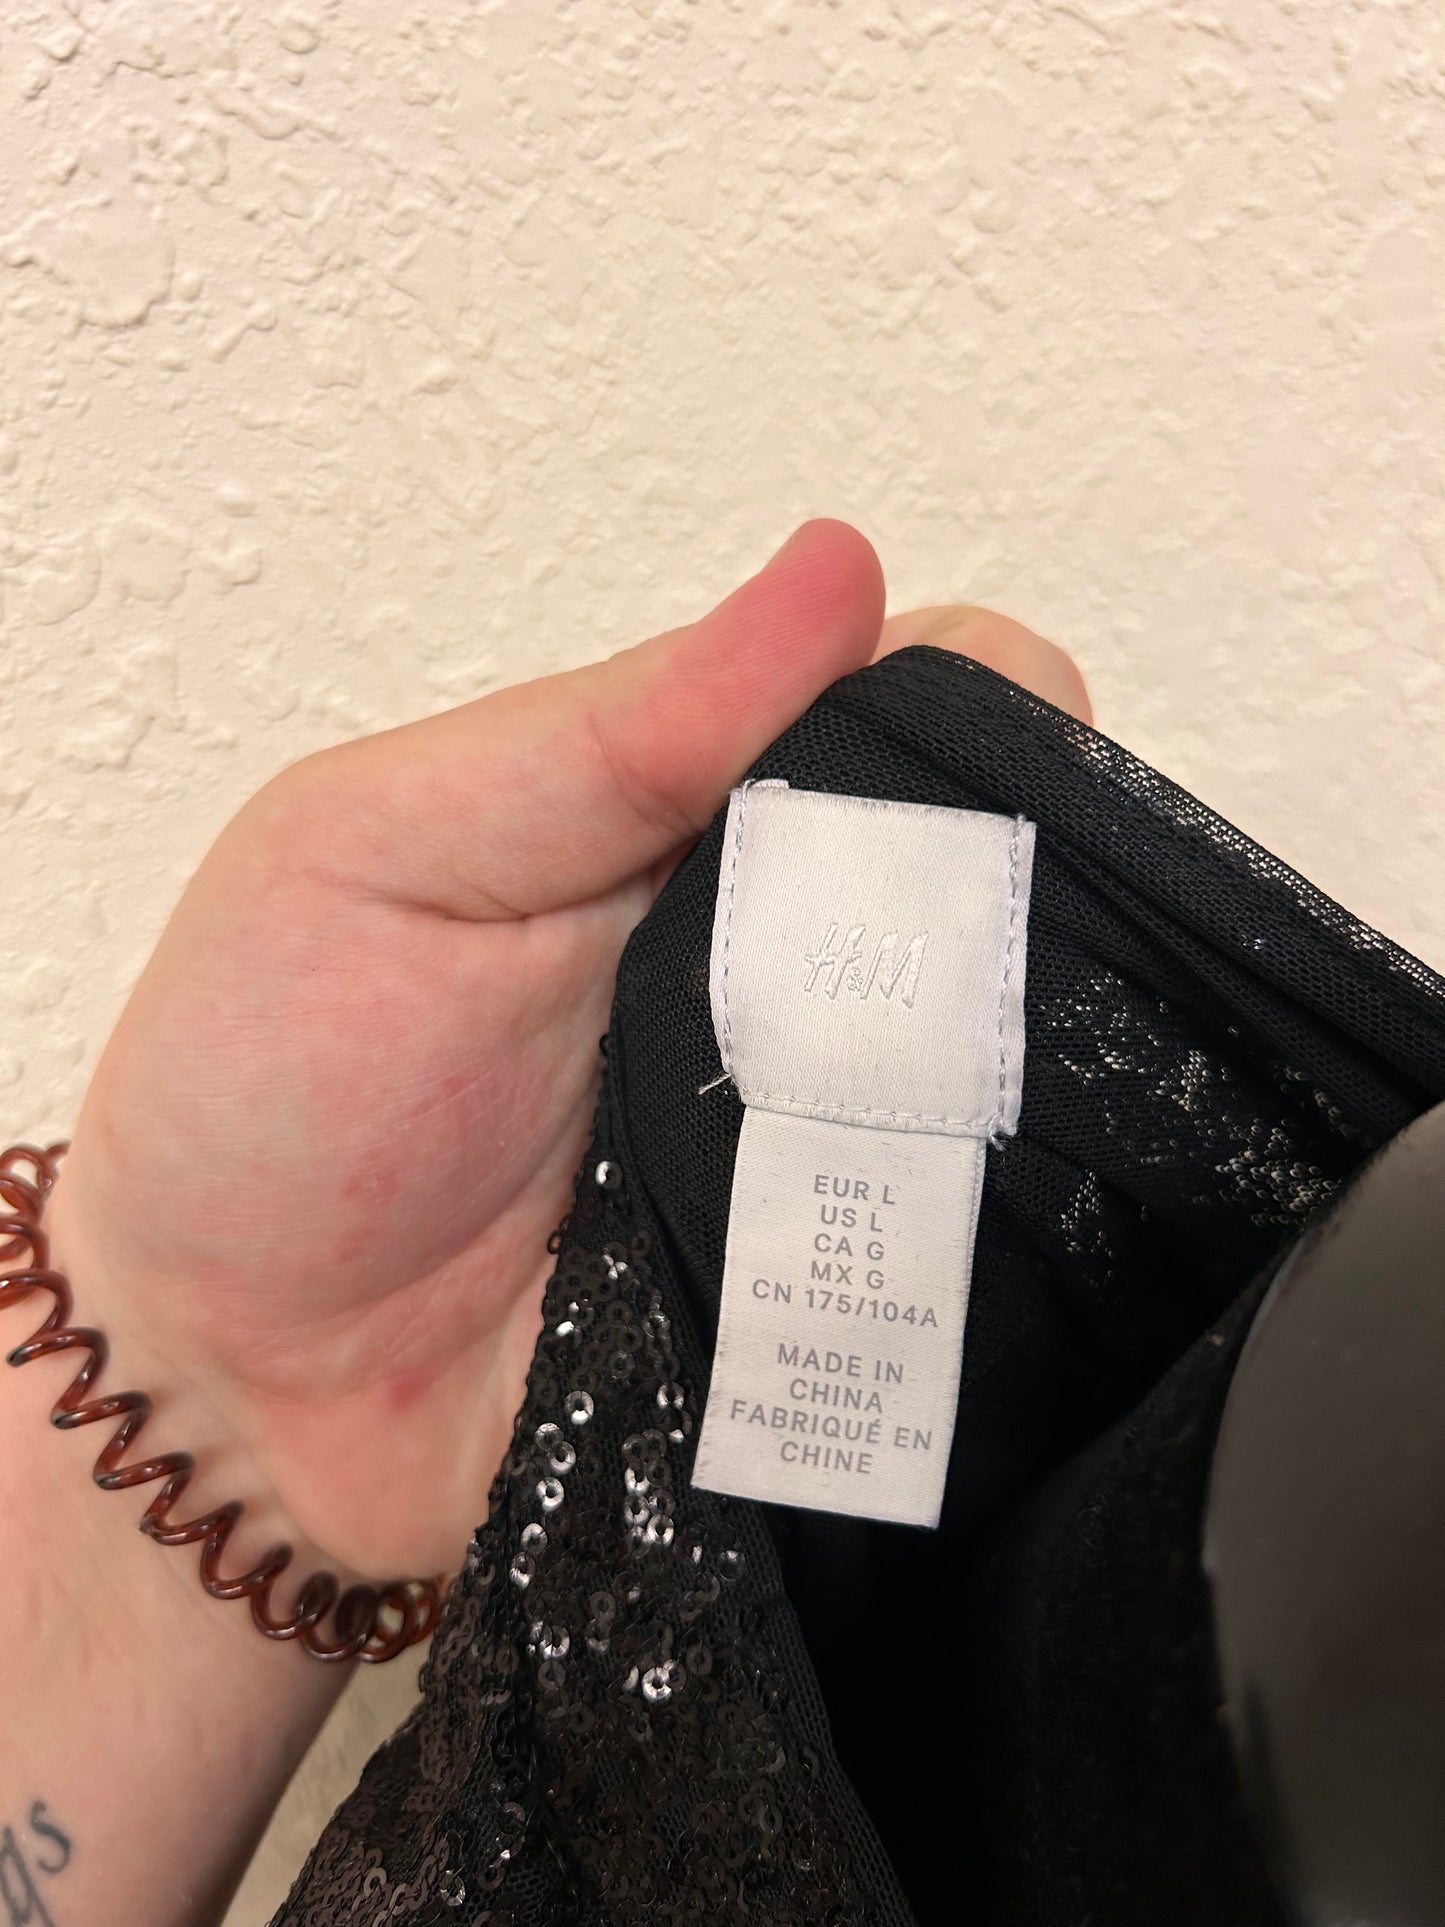 H&M
EUR L
US L
CA G
MX G
CN 175/104A
MADE IN
CHINA
FABRIQUÉ EN
CHINE